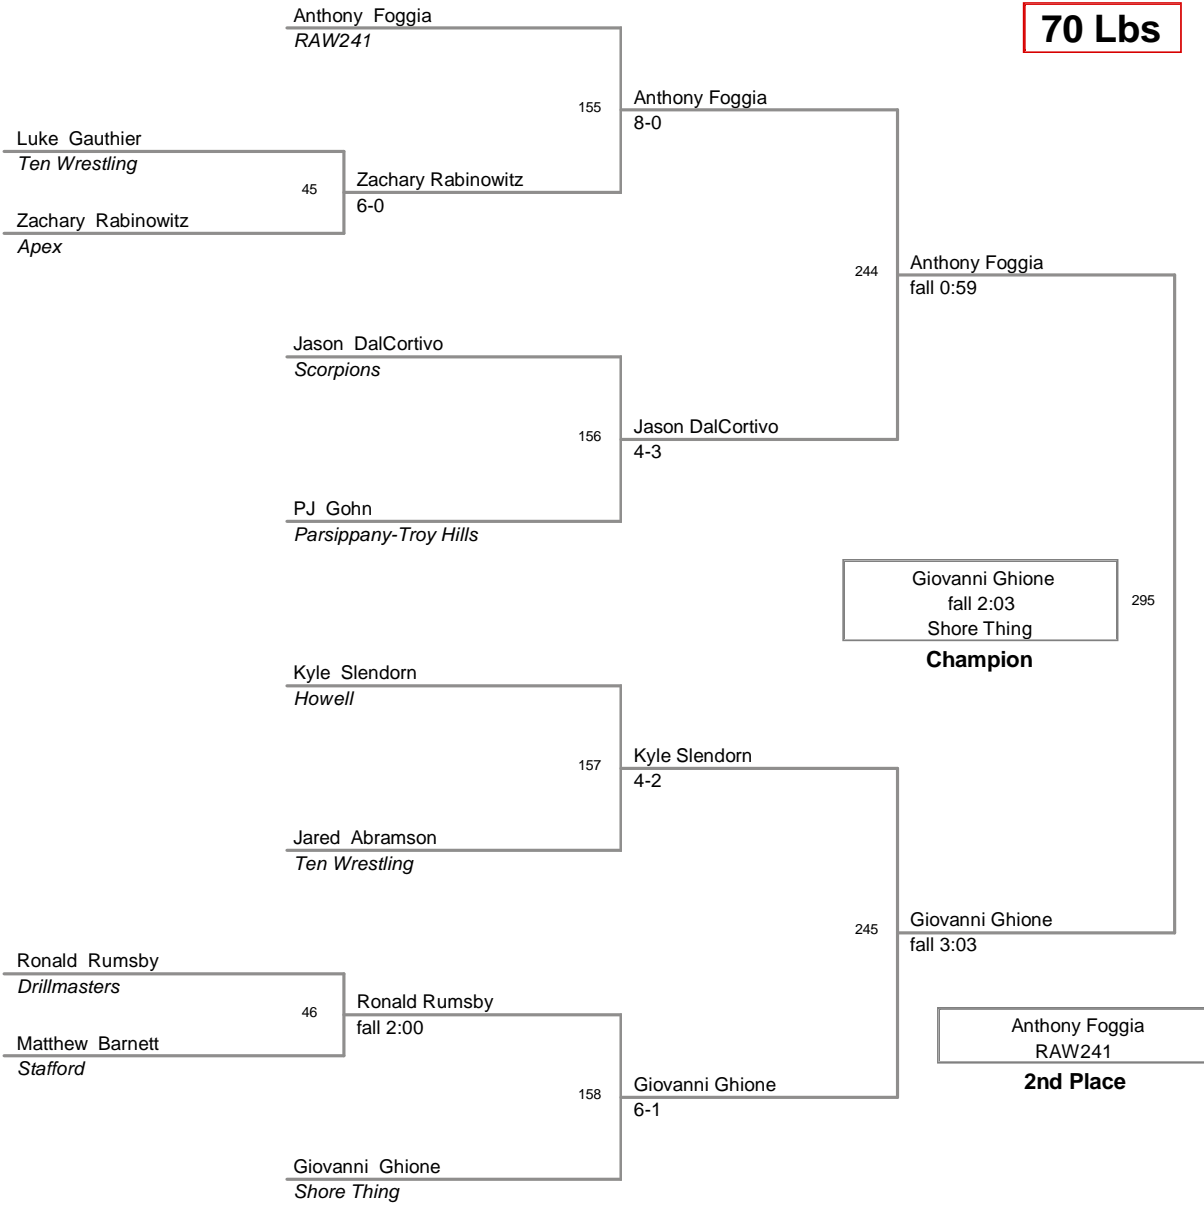 70 Lbs
Anthony Foggia
RAW241
155
Anthony Foggia
8-0
Luke Gauthier
Ten Wrestling
45
Zachary Rabinowitz
6-0
Zachary Rabinowitz
Apex
244
Anthony Foggia
fall 0:59
Jason DalCortivo
Scorpions
156
Jason DalCortivo
4-3
PJ Gohn
Parsippany-Troy Hills
Giovanni Ghione
fall 2:03
Shore Thing
295
Champion
Kyle Slendorn
Howell
157
Kyle Slendorn
4-2
Jared Abramson
Ten Wrestling
245
Giovanni Ghione
fall 3:03
Ronald Rumsby
Drillmasters
46
Ronald Rumsby
fall 2:00
Matthew Barnett
Stafford
Anthony Foggia
RAW241
2nd Place
158
Giovanni Ghione
6-1
Giovanni Ghione
Shore Thing